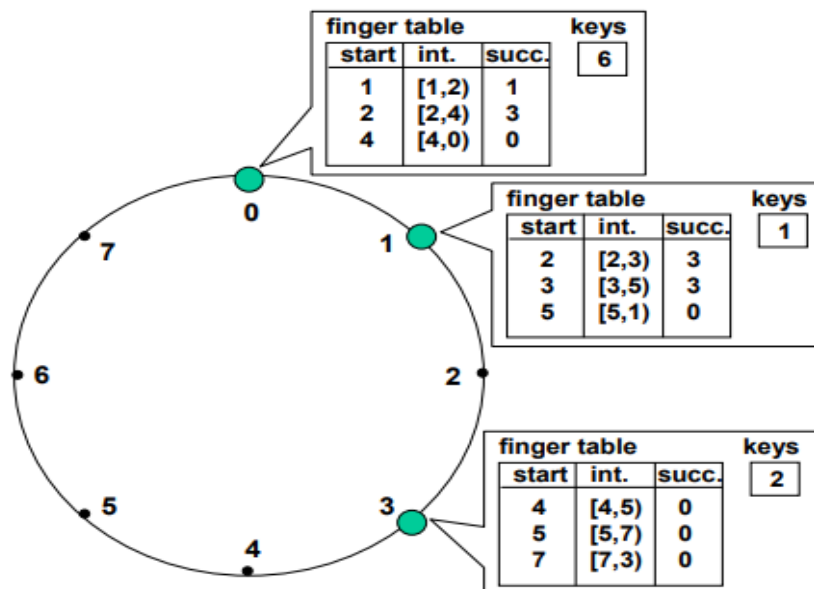 finger table keys
start int. succ. 6
1 [1,2) 1
2 [2,4) 3
4 [4,0) 0
0
finger table keys
start int. succ. 1
2 [2,3) 3
3 [3,5) 3
5 [5,1) 0
1
7
6
2
finger table keys
start int. succ. 2
4 [4,5) 0
5 [5,7) 0
7 [7,3) 0
3
5
4